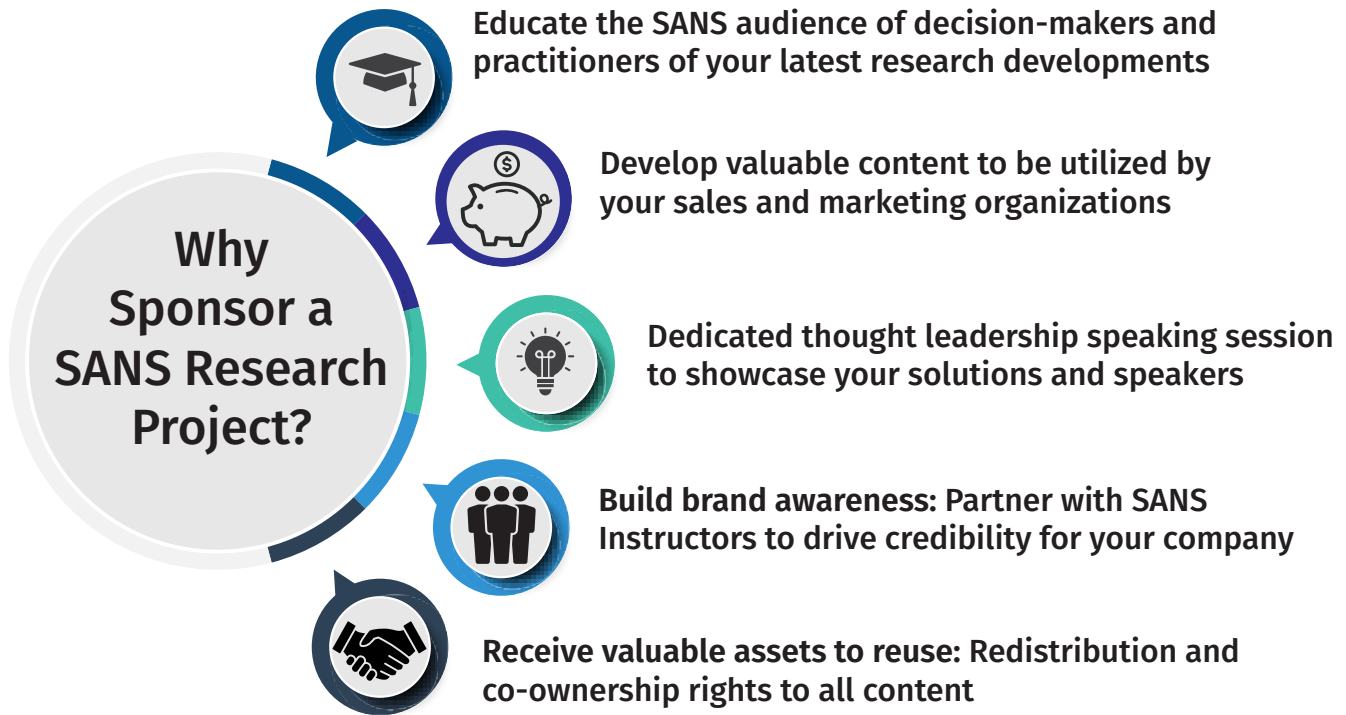 Why
Sponsor a
SANS Research
Project?
Educate the SANS audience of decision-makers and
practitioners of your latest research developments
$
Develop valuable content to be utilized by
your sales and marketing organizations
Dedicated thought leadership speaking session
to showcase your solutions and speakers
Build brand awareness: Partner with SANS
Instructors to drive credibility for your company
Receive valuable assets to reuse: Redistribution and
co-ownership rights to all content